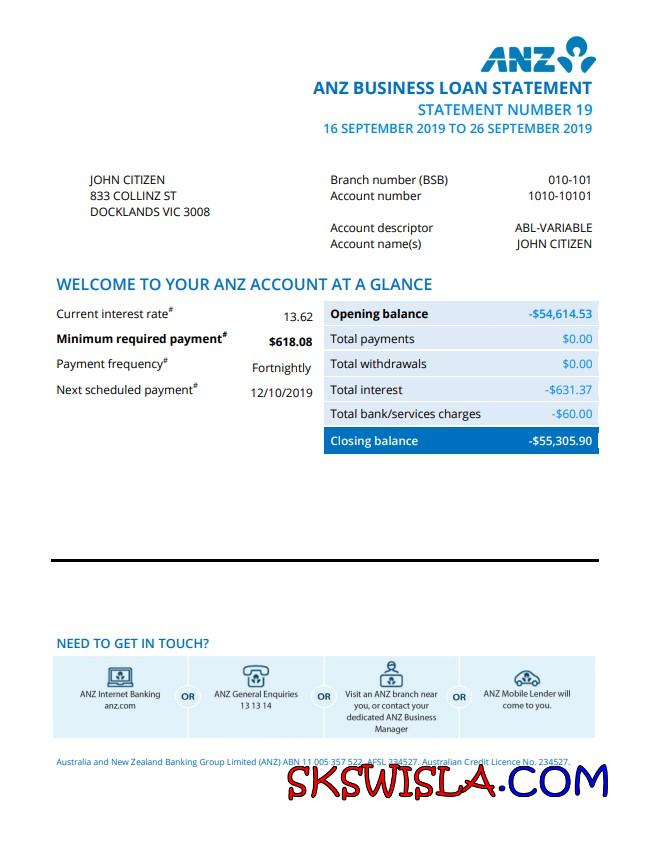 ANZ
ANZ BUSINESS LOAN STATEMENT
STATEMENT NUMBER 19
16 SEPTEMBER 2019 TO 26 SEPTEMBER 2019
JOHN CITIZEN
833 COLLINZ ST
DOCKLANDS VIC 3008
Branch number (BSB) 010-101
Account number 1010-10101
Account descriptor ABL-VARIABLE
Account name(s) JOHN CITIZEN
WELCOME TO YOUR ANZ ACCOUNT AT A GLANCE
Current interest rate# 13.62
Minimum required payment# $618.08
Payment frequency# Fortnightly
Next scheduled payment# 12/10/2019
Opening balance -$54,614.53
Total payments $0.00
Total withdrawals $0.00
Total interest -$631.37
Total bank/services charges -$60.00
Closing balance -$55,305.90
NEED TO GET IN TOUCH?
ANZ Internet Banking
anz.com
OR
ANZ General Enquiries
13 13 14
OR
Visit an ANZ branch near
you, or contact your
dedicated ANZ Business
Manager
OR
ANZ Mobile Lender will
come to you.
Australia and New Zealand Banking Group Limited (ANZ) ABN 11 005 357 522. AFSL 234527. Australian Credit Licence No. 234527.
SKSWISLA.COM